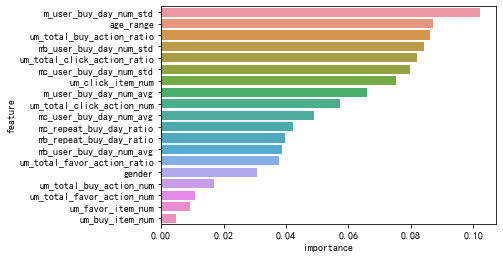 m_user_buy_day_num_std
age_range
um_total_buy_action_ratio
mb_user_buy_day_num_std
um_total_click_action_ratio
mc_user_buy_day_num_std
um_click_item_num
m_user_buy_day_num_avg
um_total_click_action_num
mc_user_buy_day_num_avg
mc_repeat_buy_day_ratio
mb_repeat_buy_day_ratio
mb_user_buy_day_num_avg
um_total_favor_action_ratio
gender
um_total_buy_action_num
um_total_favor_action_num
um_favor_item_num
um_buy_item_num
feature
0.00 0.02 0.04 0.06 0.08 0.10
importance